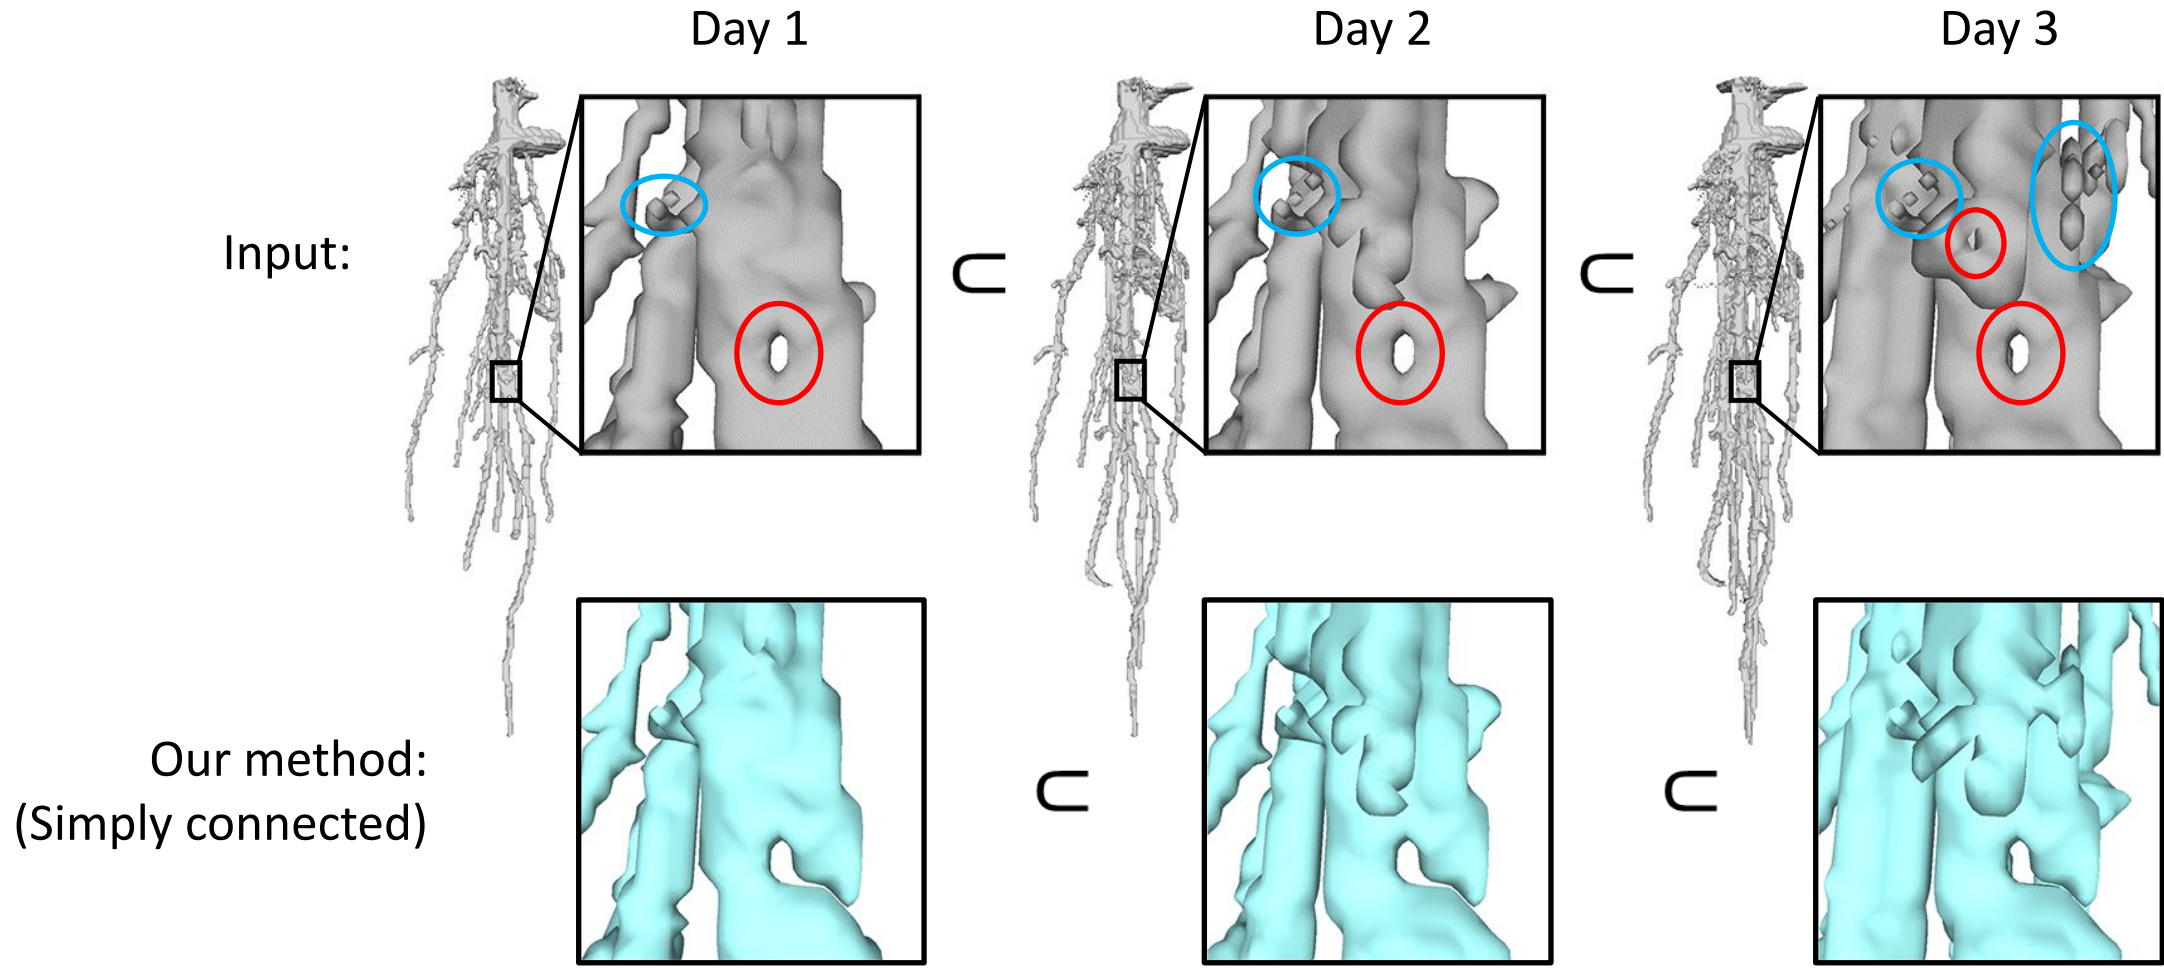 Day 1 Day 2 Day 3
Input:
⊂ ⊂
Our method:
(Simply connected)
⊂ ⊂